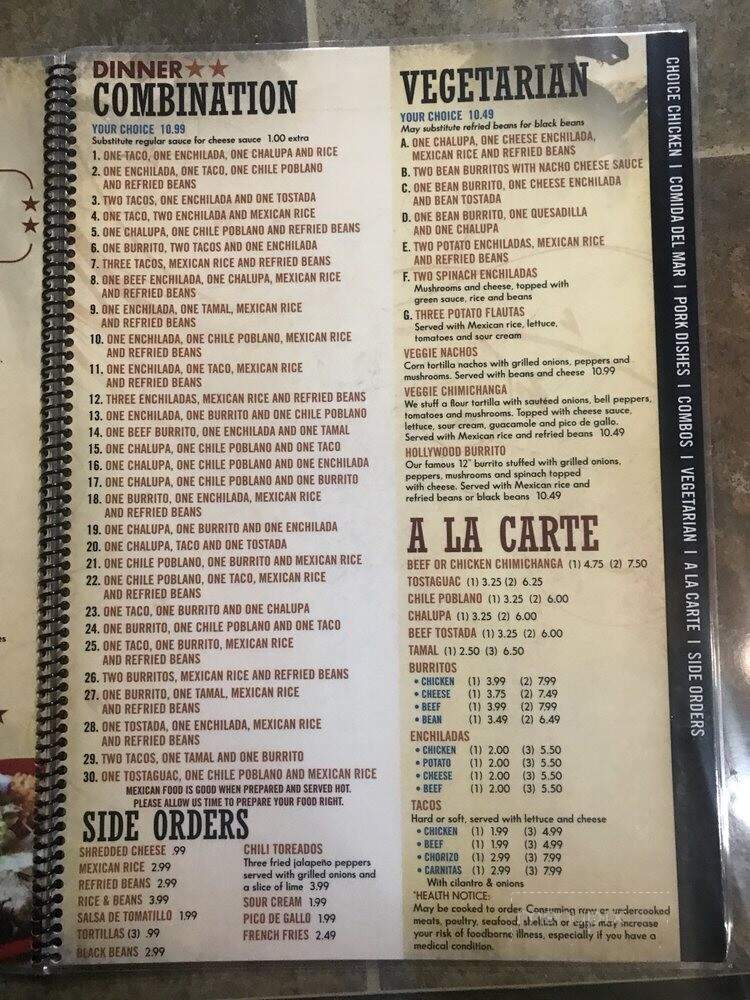 DINNER
COMBINATION
YOUR CHOICE 10.99
Substitute regular sauce for cheese sauce 1.00 extra
1. ONE TACO, ONE ENCHILADA, ONE CHALUPA AND RICE
2. ONE ENCHILADA, ONE TACO, ONE CHILE POBLANO
AND REFRIED BEANS
3. TWO TACOS, ONE ENCHILADA AND ONE TOSTADA
4. ONE TACO, TWO ENCHILADA AND MEXICAN RICE
5. ONE CHALUPA, ONE CHILE POBLANO AND REFRIED BEANS
6. ONE BURRITO, TWO TACOS AND ONE ENCHILADA
7. THREE TACOS, MEXICAN RICE AND REFRIED BEANS
8. ONE BEEF ENCHILADA, ONE CHALUPA, MEXICAN RICE
AND REFRIED BEANS
9. ONE ENCHILADA, ONE TAMAL, MEXICAN RICE
AND REFRIED BEANS
10. ONE ENCHILADA, ONE CHILE POBLANO, MEXICAN RICE
AND REFRIED BEANS
11. ONE ENCHILADA, ONE TACO, MEXICAN RICE
AND REFRIED BEANS
12. THREE ENCHILADAS, MEXICAN RICE AND REFRIED BEANS
13. ONE ENCHILADA, ONE BURRITO AND ONE CHILE POBLANO
14. ONE BEEF BURRITO, ONE ENCHILADA AND ONE TAMAL
15. ONE CHALUPA, ONE CHILE POBLANO AND ONE TACO
16. ONE CHALUPA, ONE CHILE POBLANO AND ONE ENCHILADA
17. ONE CHALUPA, ONE CHILE POBLANO AND ONE BURRITO
18. ONE BURRITO, ONE ENCHILADA, MEXICAN RICE
AND REFRIED BEANS
19. ONE CHALUPA, ONE BURRITO AND ONE ENCHILADA
20. ONE CHALUPA, TACO AND ONE TOSTADA
21. ONE CHILE POBLANO, ONE BURRITO AND MEXICAN RICE
22. ONE CHILE POBLANO, ONE TACO, MEXICAN RICE
AND REFRIED BEANS
23. ONE TACO, ONE BURRITO AND ONE CHALUPA
24. ONE BURRITO, ONE CHILE POBLANO AND ONE TACO
25. ONE TACO, ONE BURRITO, MEXICAN RICE
AND REFRIED BEANS
26. TWO BURRITOS, MEXICAN RICE AND REFRIED BEANS
27. ONE BURRITO, ONE TAMAL, MEXICAN RICE
AND REFRIED BEANS
28. ONE TOSTADA, ONE ENCHILADA, MEXICAN RICE
AND REFRIED BEANS
29. TWO TACOS, ONE TAMAL AND ONE BURRITO
30. ONE TOSTAGUAC, ONE CHILE POBLANO AND MEXICAN RICE
MEXICAN FOOD IS GOOD WHEN PREPARED AND SERVED HOT.
PLEASE ALLOW US TIME TO PREPARE YOUR FOOD RIGHT.
SIDE ORDERS
SHREDDED CHEESE .99
MEXICAN RICE 2.99
REFRIED BEANS 2.99
RICE & BEANS 3.99
SALSA DE TOMATILLO 1.99
TORTILLAS (3) .99
BLACK BEANS 2.99
CHILI TOREADOS
Three fried jalapeño peppers
served with grilled onions and
a slice of lime 3.99
SOUR CREAM 1.99
PICO DE GALLO 1.99
FRENCH FRIES 2.49
VEGETARIAN
YOUR CHOICE 10.49
May substitute refried beans for black beans
A. ONE CHALUPA, ONE CHEESE ENCHILADA,
MEXICAN RICE AND REFRIED BEANS
B. TWO BEAN BURRITOS WITH NACHO CHEESE SAUCE
C. ONE BEAN BURRITO, ONE CHEESE ENCHILADA
AND BEAN TOSTADA
D. ONE BEAN BURRITO, ONE QUESADILLA
AND ONE CHALUPA
E. TWO POTATO ENCHILADAS, MEXICAN RICE
AND REFRIED BEANS
F. TWO SPINACH ENCHILADAS
Mushrooms and cheese, topped with
green sauce, rice and beans
G. THREE POTATO FLAUTAS
Served with Mexican rice, lettuce,
tomatoes and sour cream
VEGGIE NACHOS
Corn tortilla nachos with grilled onions, peppers and
mushrooms. Served with beans and cheese 10.99
VEGGIE CHIMICHANGA
We stuff a flour tortilla with sautéed onions, bell peppers,
tomatoes and mushrooms. Topped with cheese sauce,
lettuce, sour cream, guacamole and pico de gallo.
Served with Mexican rice and refried beans 10.49
HOLLYWOOD BURRITO
Our famous 12" burrito stuffed with grilled onions,
peppers, mushrooms and spinach topped
with cheese. Served with Mexican rice and
refried beans or black beans 10.49
A LA CARTE
BEEF OR CHICKEN CHIMICHANGA (1) 4.75 (2) 7.50
TOSTAGUAC (1) 3.25 (2) 6.25
CHILE POBLANO (1) 3.25 (2) 6.00
CHALUPA (1) 3.25 (2) 6.00
BEEF TOSTADA (1) 3.25 (2) 6.00
TAMAL (1) 2.50 (3) 6.50
BURRITOS
• CHICKEN (1) 3.99 (2) 7.99
• CHEESE (1) 3.75 (2) 7.49
• BEEF (1) 3.99 (2) 7.99
• BEAN (1) 3.49 (2) 6.49
ENCHILADAS
• CHICKEN (1) 2.00 (3) 5.50
• POTATO (1) 2.00 (3) 5.50
• CHEESE (1) 2.00 (3) 5.50
• BEEF (1) 2.00 (3) 5.50
TACOS
Hard or soft, served with lettuce and cheese
• CHICKEN (1) 1.99 (3) 4.99
• BEEF (1) 1.99 (3) 4.99
• CHORIZO (1) 2.99 (3) 7.99
• CARNITAS (1) 2.99 (3) 7.99
With cilantro & onions
*HEALTH NOTICE:
May be cooked to order. Consuming raw or undercooked
meats, poultry, seafood, shellfish or eggs may increase
your risk of foodborne illness, especially if you have a
medical condition.
CHOICE CHICKEN | COMIDA DEL MAR | PORK DISHES | COMBOS | VEGETARIAN | A LA CARTE | SIDE ORDERS